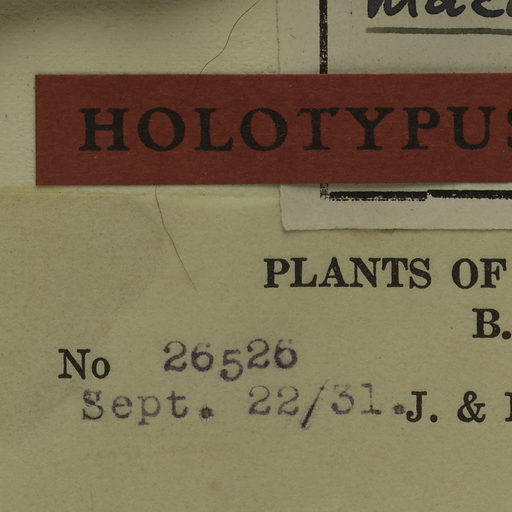 HOLOTYPUS
PLANTS OF
B.
No 26526
Sept. 22/31. J. &